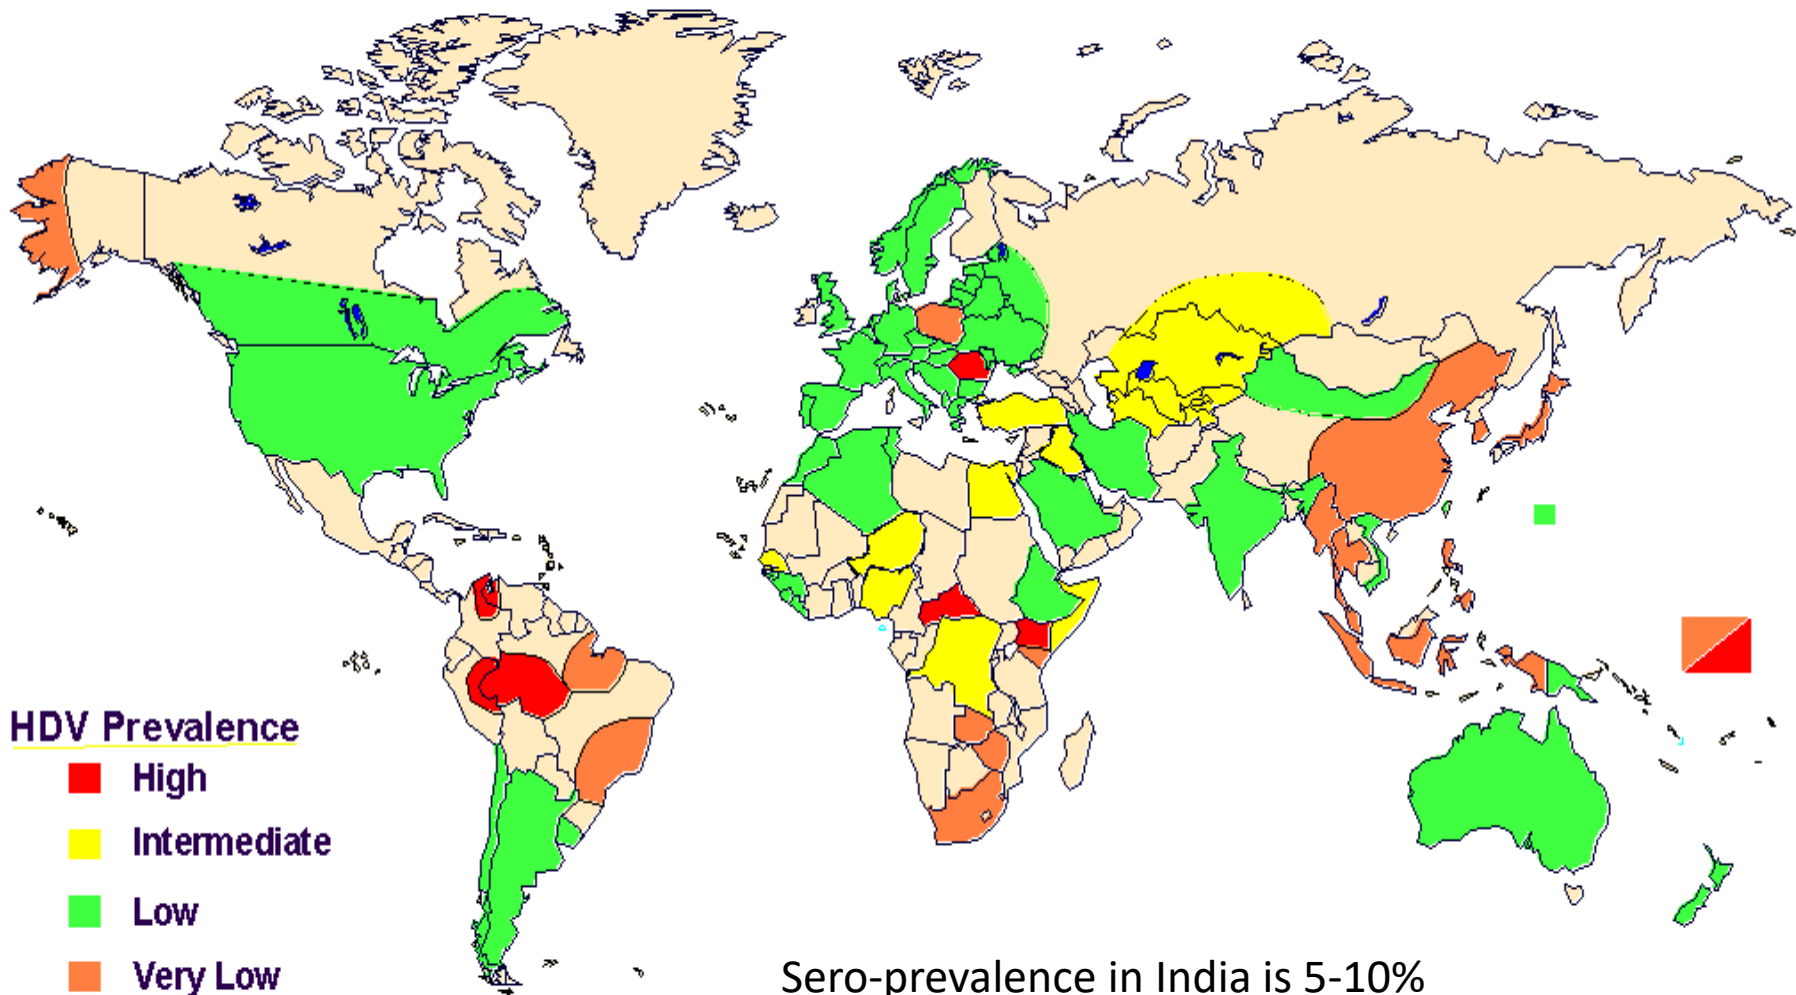 HDV Prevalence
High
Intermediate
Low
Very Low
Sero-prevalence in India is 5-10%